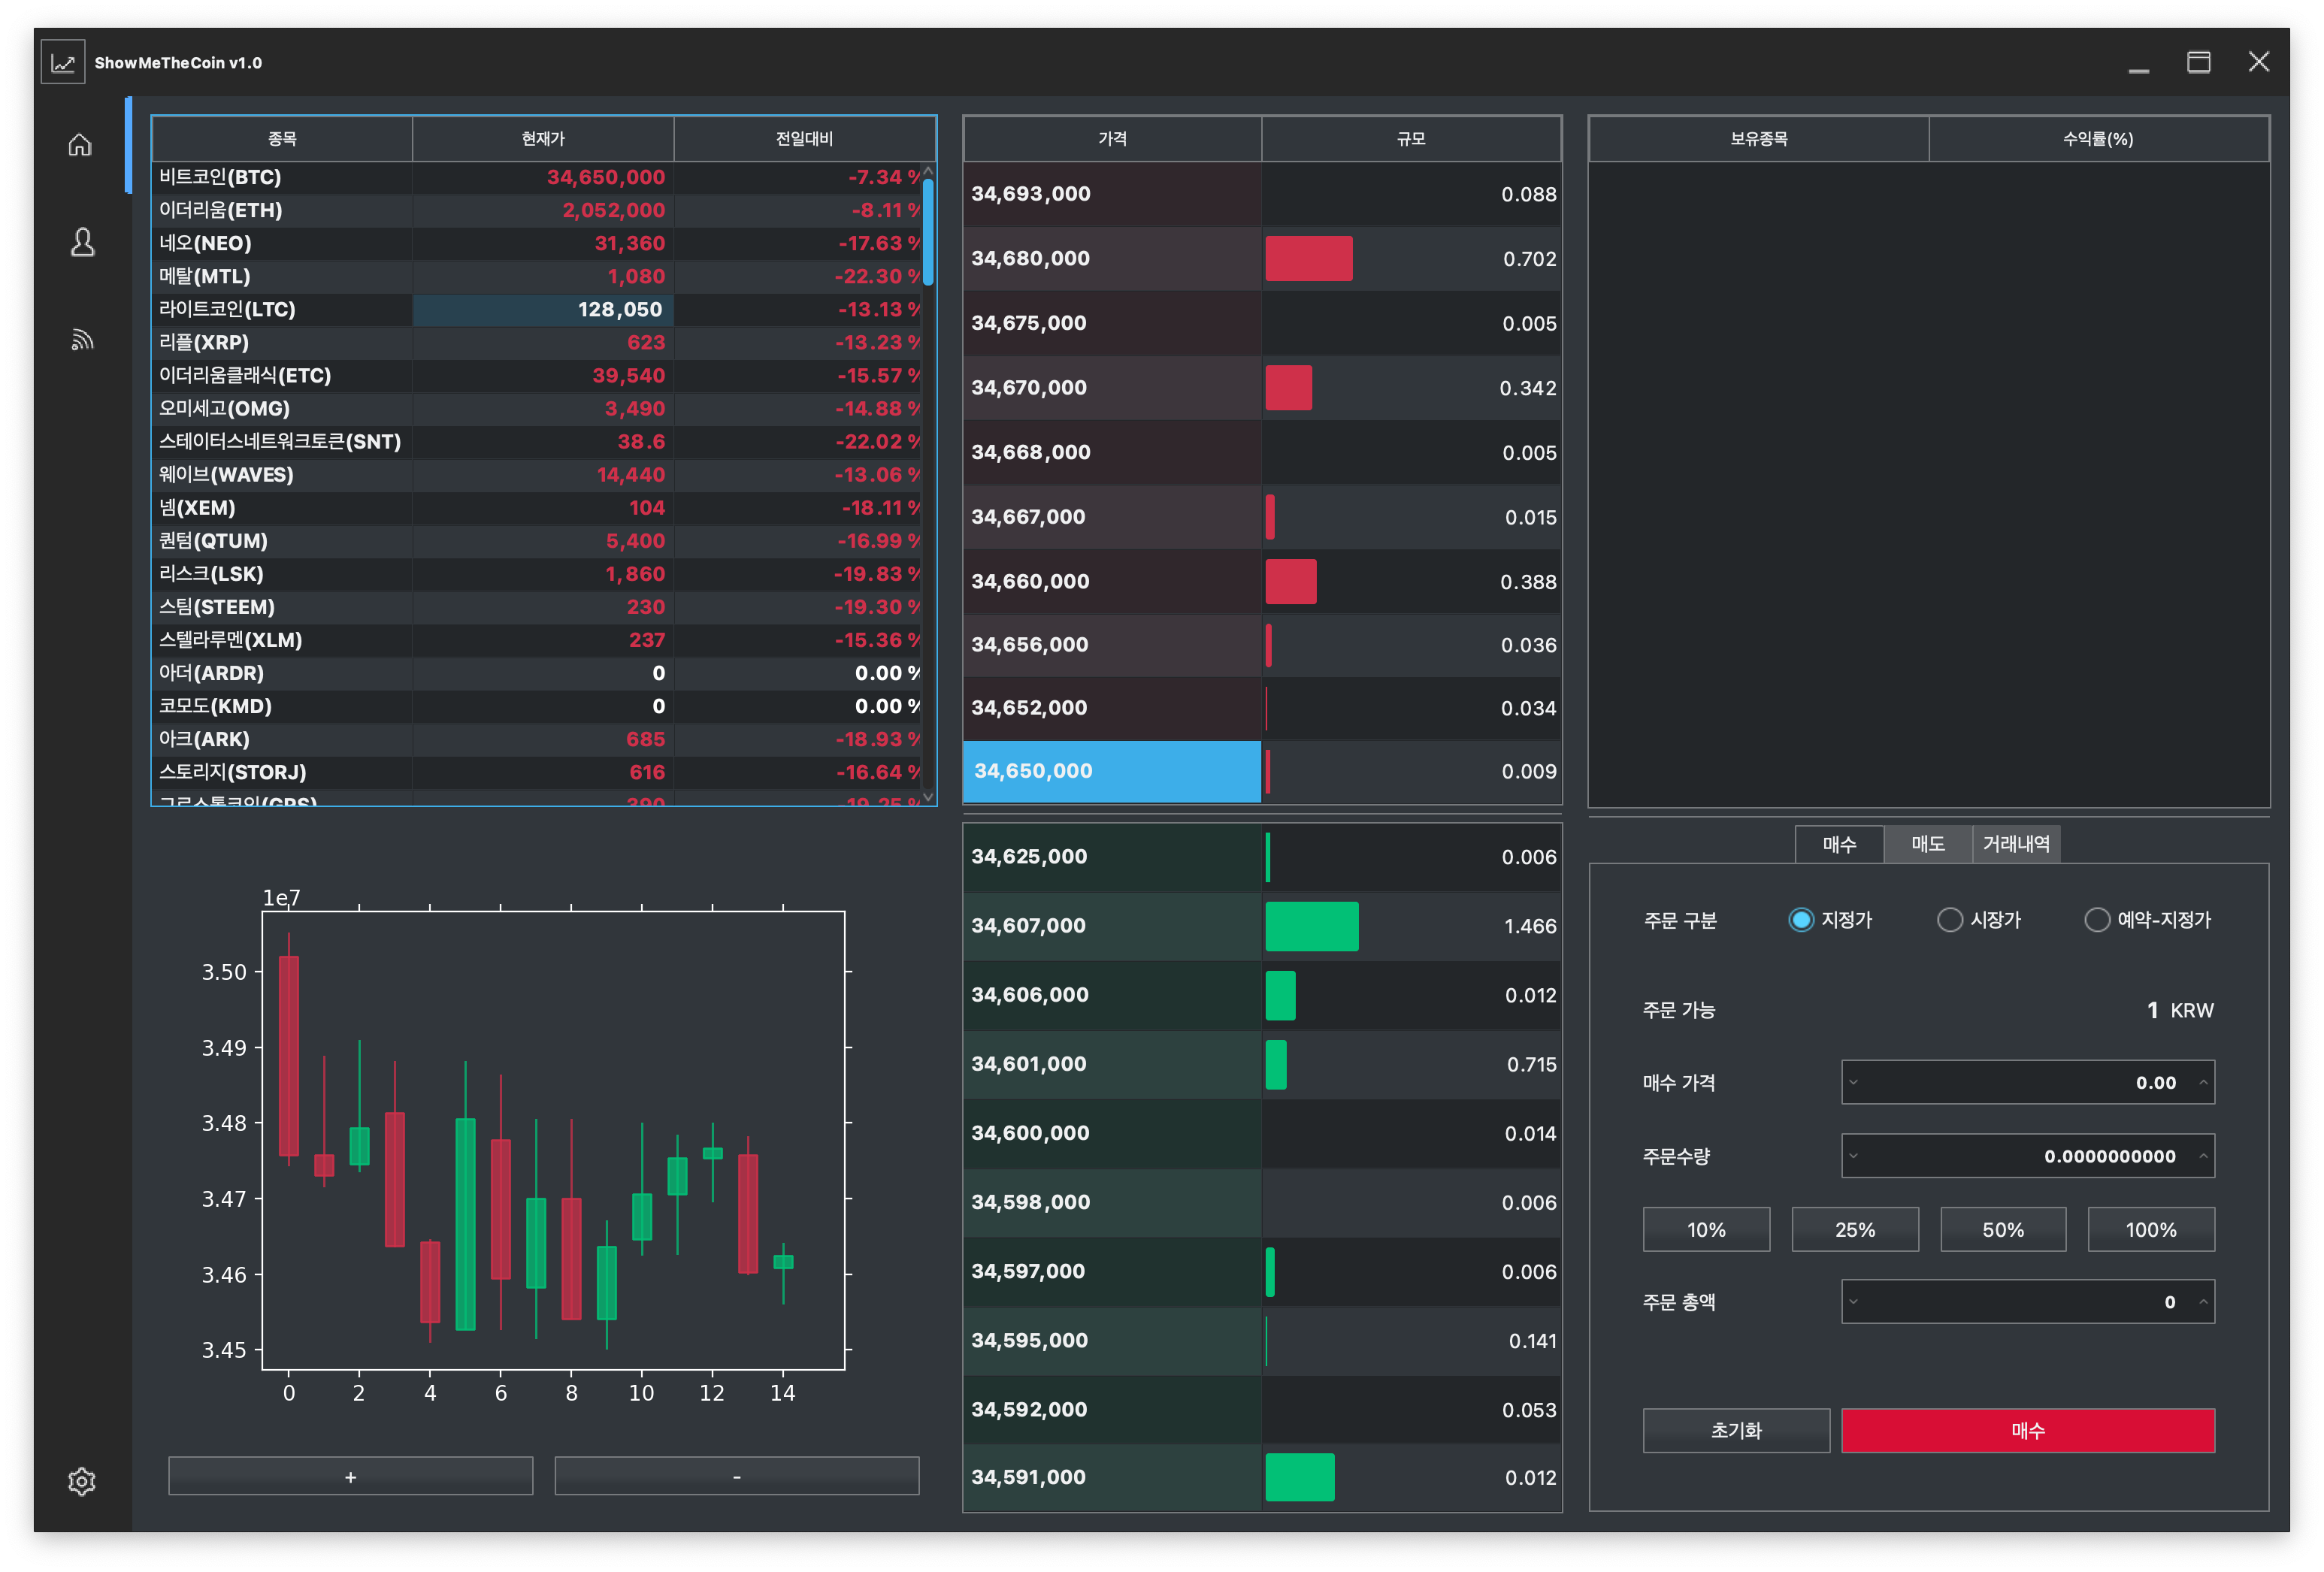 ShowMeTheCoin v1.0
종목 현재가 전일대비
비트코인(BTC) 34,650,000 -7.34 %
이더리움(ETH) 2,052,000 -8.11 %
네오(NEO) 31,360 -17.63 %
메탈(MTL) 1,080 -22.30 %
라이트코인(LTC) 128,050 -13.13 %
리플(XRP) 623 -13.23 %
이더리움클래식(ETC) 39,540 -15.57 %
오미세고(OMG) 3,490 -14.88 %
스테이터스네트워크토큰(SNT) 38.6 -22.02 %
웨이브(WAVES) 14,440 -13.06 %
넴(XEM) 104 -18.11 %
퀀텀(QTUM) 5,400 -16.99 %
리스크(LSK) 1,860 -19.83 %
스팀(STEEM) 230 -19.30 %
스텔라루멘(XLM) 237 -15.36 %
아더(ARDR) 0 0.00 %
코모도(KMD) 0 0.00 %
아크(ARK) 685 -18.93 %
스토리지(STORJ) 616 -16.64 %
그로스톨코인(GRS) 390 -19.25 %
1e7
3.50
3.49
3.48
3.47
3.46
3.45
0 2 4 6 8 10 12 14
+ -
가격 규모
34,693,000 0.088
34,680,000 0.702
34,675,000 0.005
34,670,000 0.342
34,668,000 0.005
34,667,000 0.015
34,660,000 0.388
34,656,000 0.036
34,652,000 0.034
34,650,000 0.009
34,625,000 0.006
34,607,000 1.466
34,606,000 0.012
34,601,000 0.715
34,600,000 0.014
34,598,000 0.006
34,597,000 0.006
34,595,000 0.141
34,592,000 0.053
34,591,000 0.012
보유종목 수익률(%)
매수 매도 거래내역
주문 구분 지정가 시장가 예약-지정가
주문 가능 1 KRW
매수 가격 0.00
주문수량 0.0000000000
10% 25% 50% 100%
주문 총액 0
초기화 매수